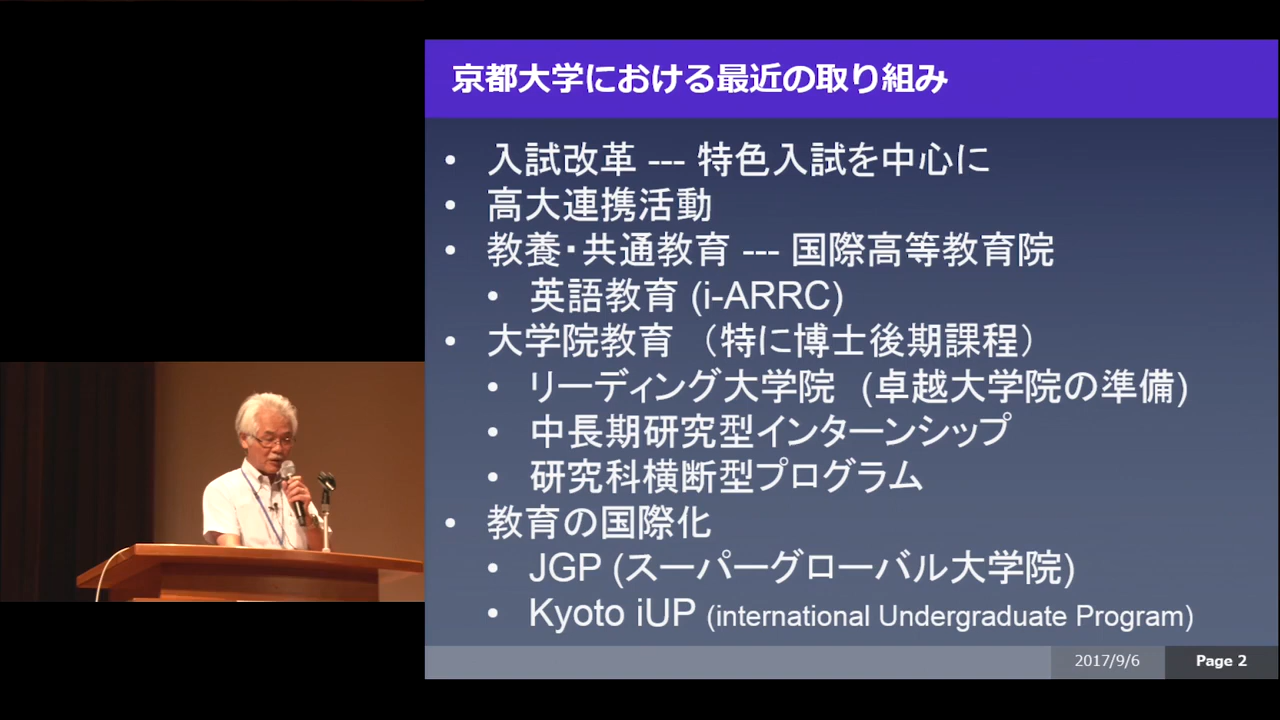 京都大学における最近の取り組み
• 入試改革 --- 特色入試を中心に
• 高大連携活動
• 教養・共通教育 --- 国際高等教育院
• 英語教育 (i-ARRC)
• 大学院教育 （特に博士後期課程）
• リーディング大学院 (卓越大学院の準備)
• 中長期研究型インターンシップ
• 研究科横断型プログラム
• 教育の国際化
• JGP (スーパーグローバル大学院)
• Kyoto iUP (international Undergraduate Program)
2017/9/6
Page 2